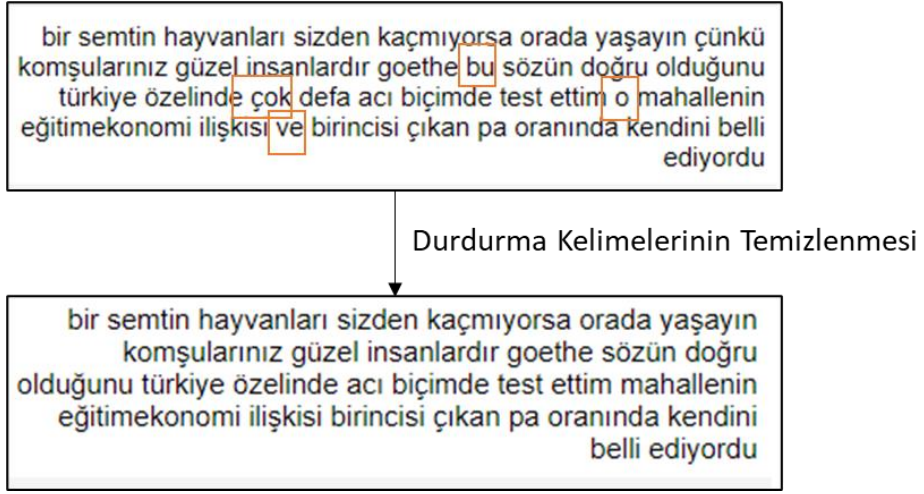 bir semtin hayvanları sizden kaçmıyorsa orada yaşayın çünkü
komşularınız güzel insanlardır goethe bu sözün doğru olduğunu
türkiye özelinde çok defa acı biçimde test ettim o mahallenin
eğitimekonomi ilişkisi ve birincisi çıkan pa oranında kendini belli
ediyordu
Durdurma Kelimelerinin Temizlenmesi
bir semtin hayvanları sizden kaçmıyorsa orada yaşayın
komşularınız güzel insanlardır goethe sözün doğru
olduğunu türkiye özelinde acı biçimde test ettim mahallenin
eğitimekonomi ilişkisi birincisi çıkan pa oranında kendini
belli ediyordu